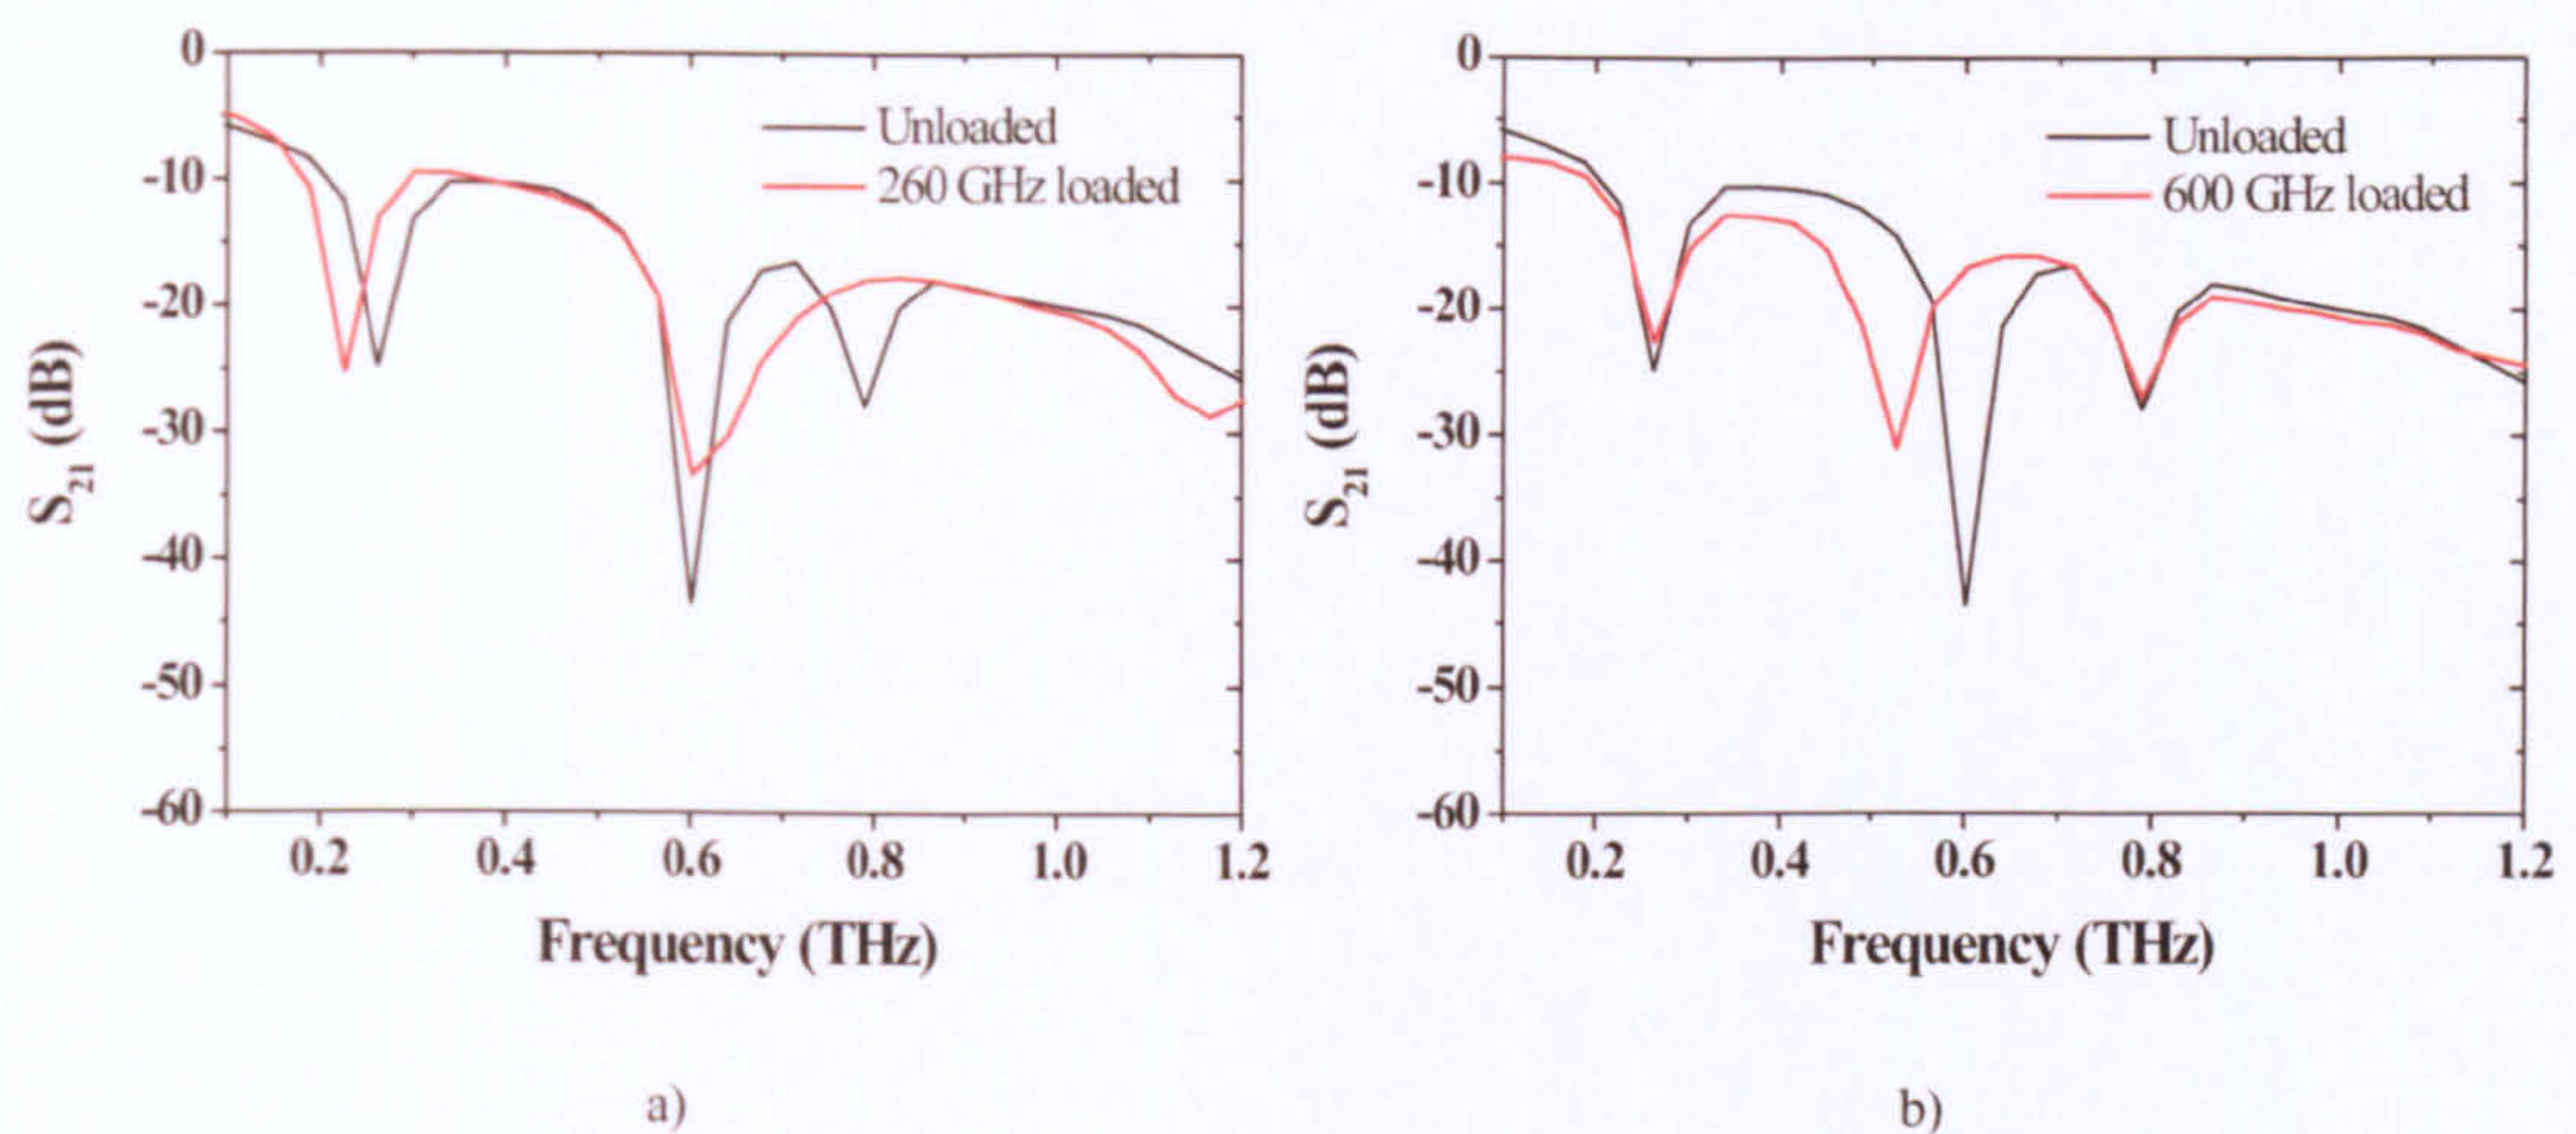 0
-10
-20
-30
-40
-50
-60
S21 (dB)
Unloaded
260 GHz loaded
0.2 0.4 0.6 0.8 1.0 1.2
Frequency (THz)
a)
0
-10
-20
-30
-40
-50
-60
S21 (dB)
Unloaded
600 GHz loaded
0.2 0.4 0.6 0.8 1.0 1.2
Frequency (THz)
b)